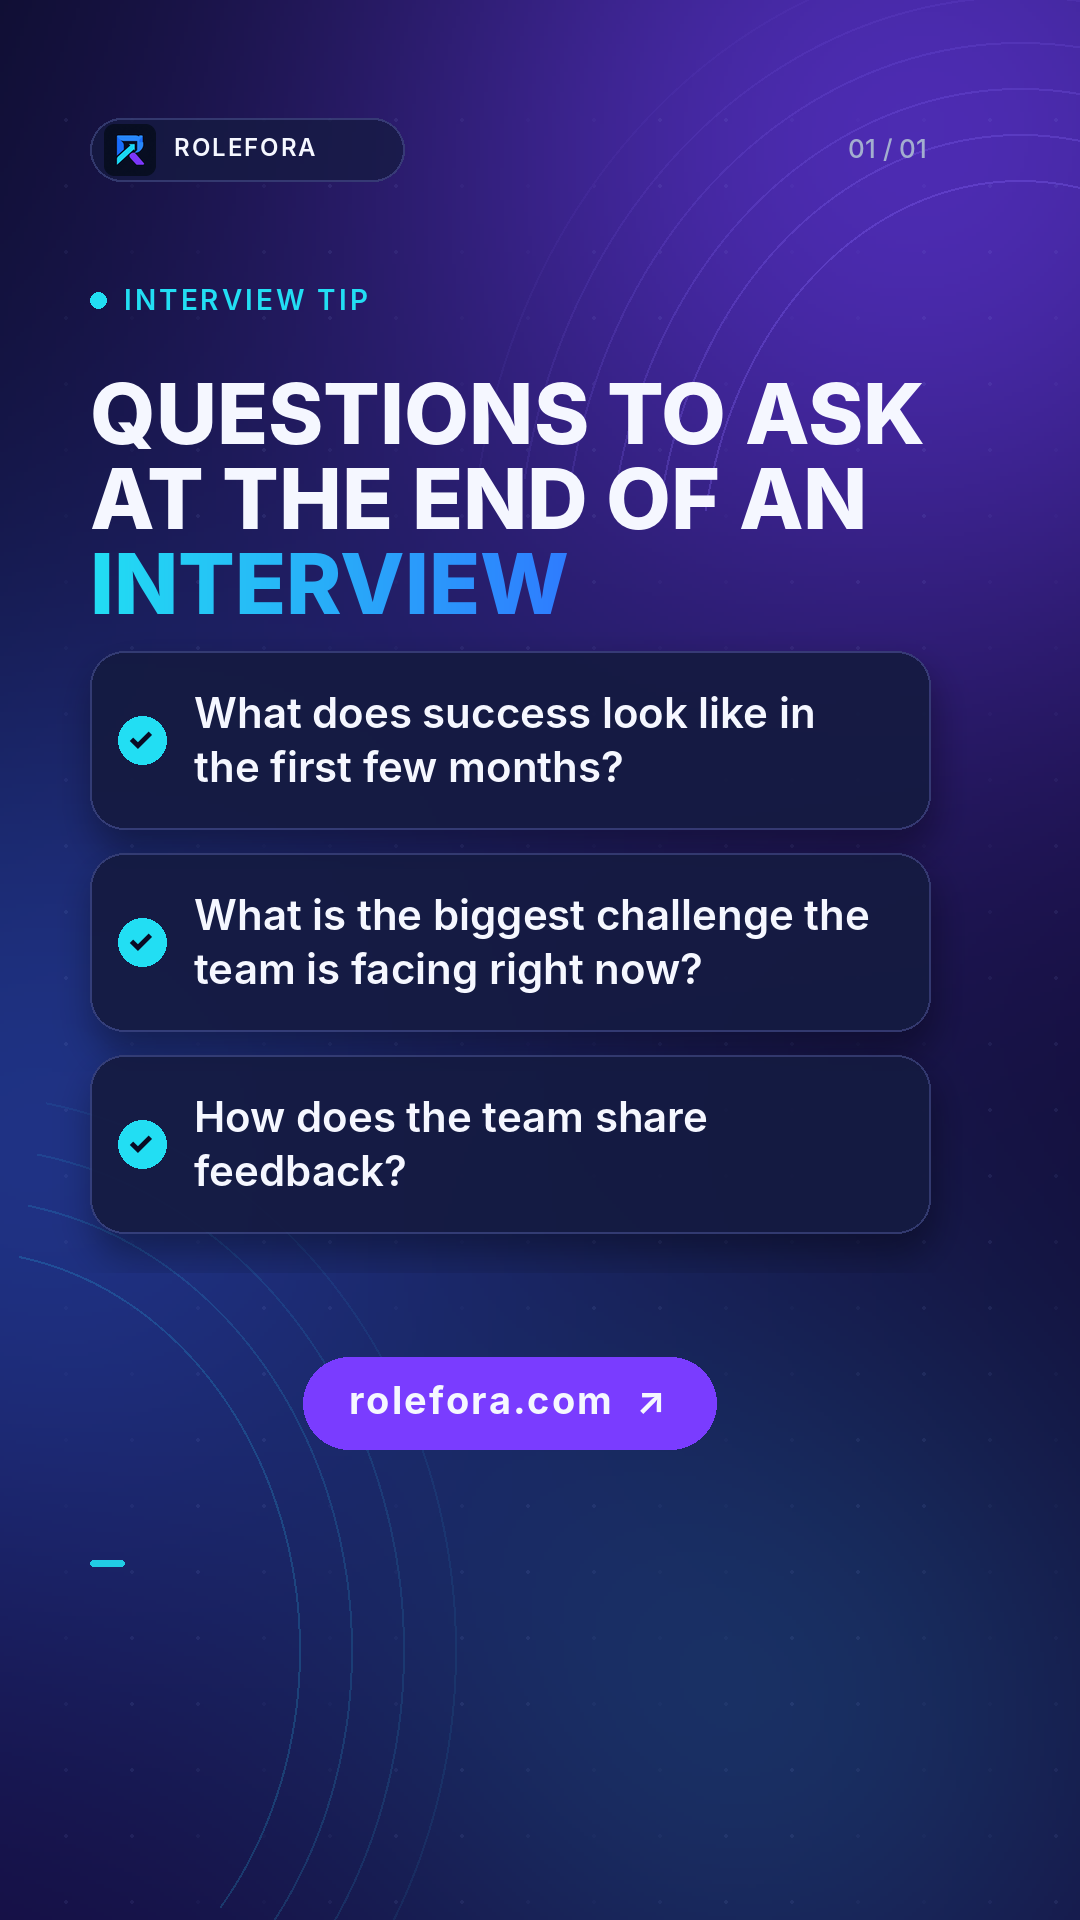 ROLEFORA
01 / 01
INTERVIEW TIP
QUESTIONS TO ASK
AT THE END OF AN
INTERVIEW
What does success look like in
the first few months?
What is the biggest challenge the
team is facing right now?
How does the team share
feedback?
rolefora.com